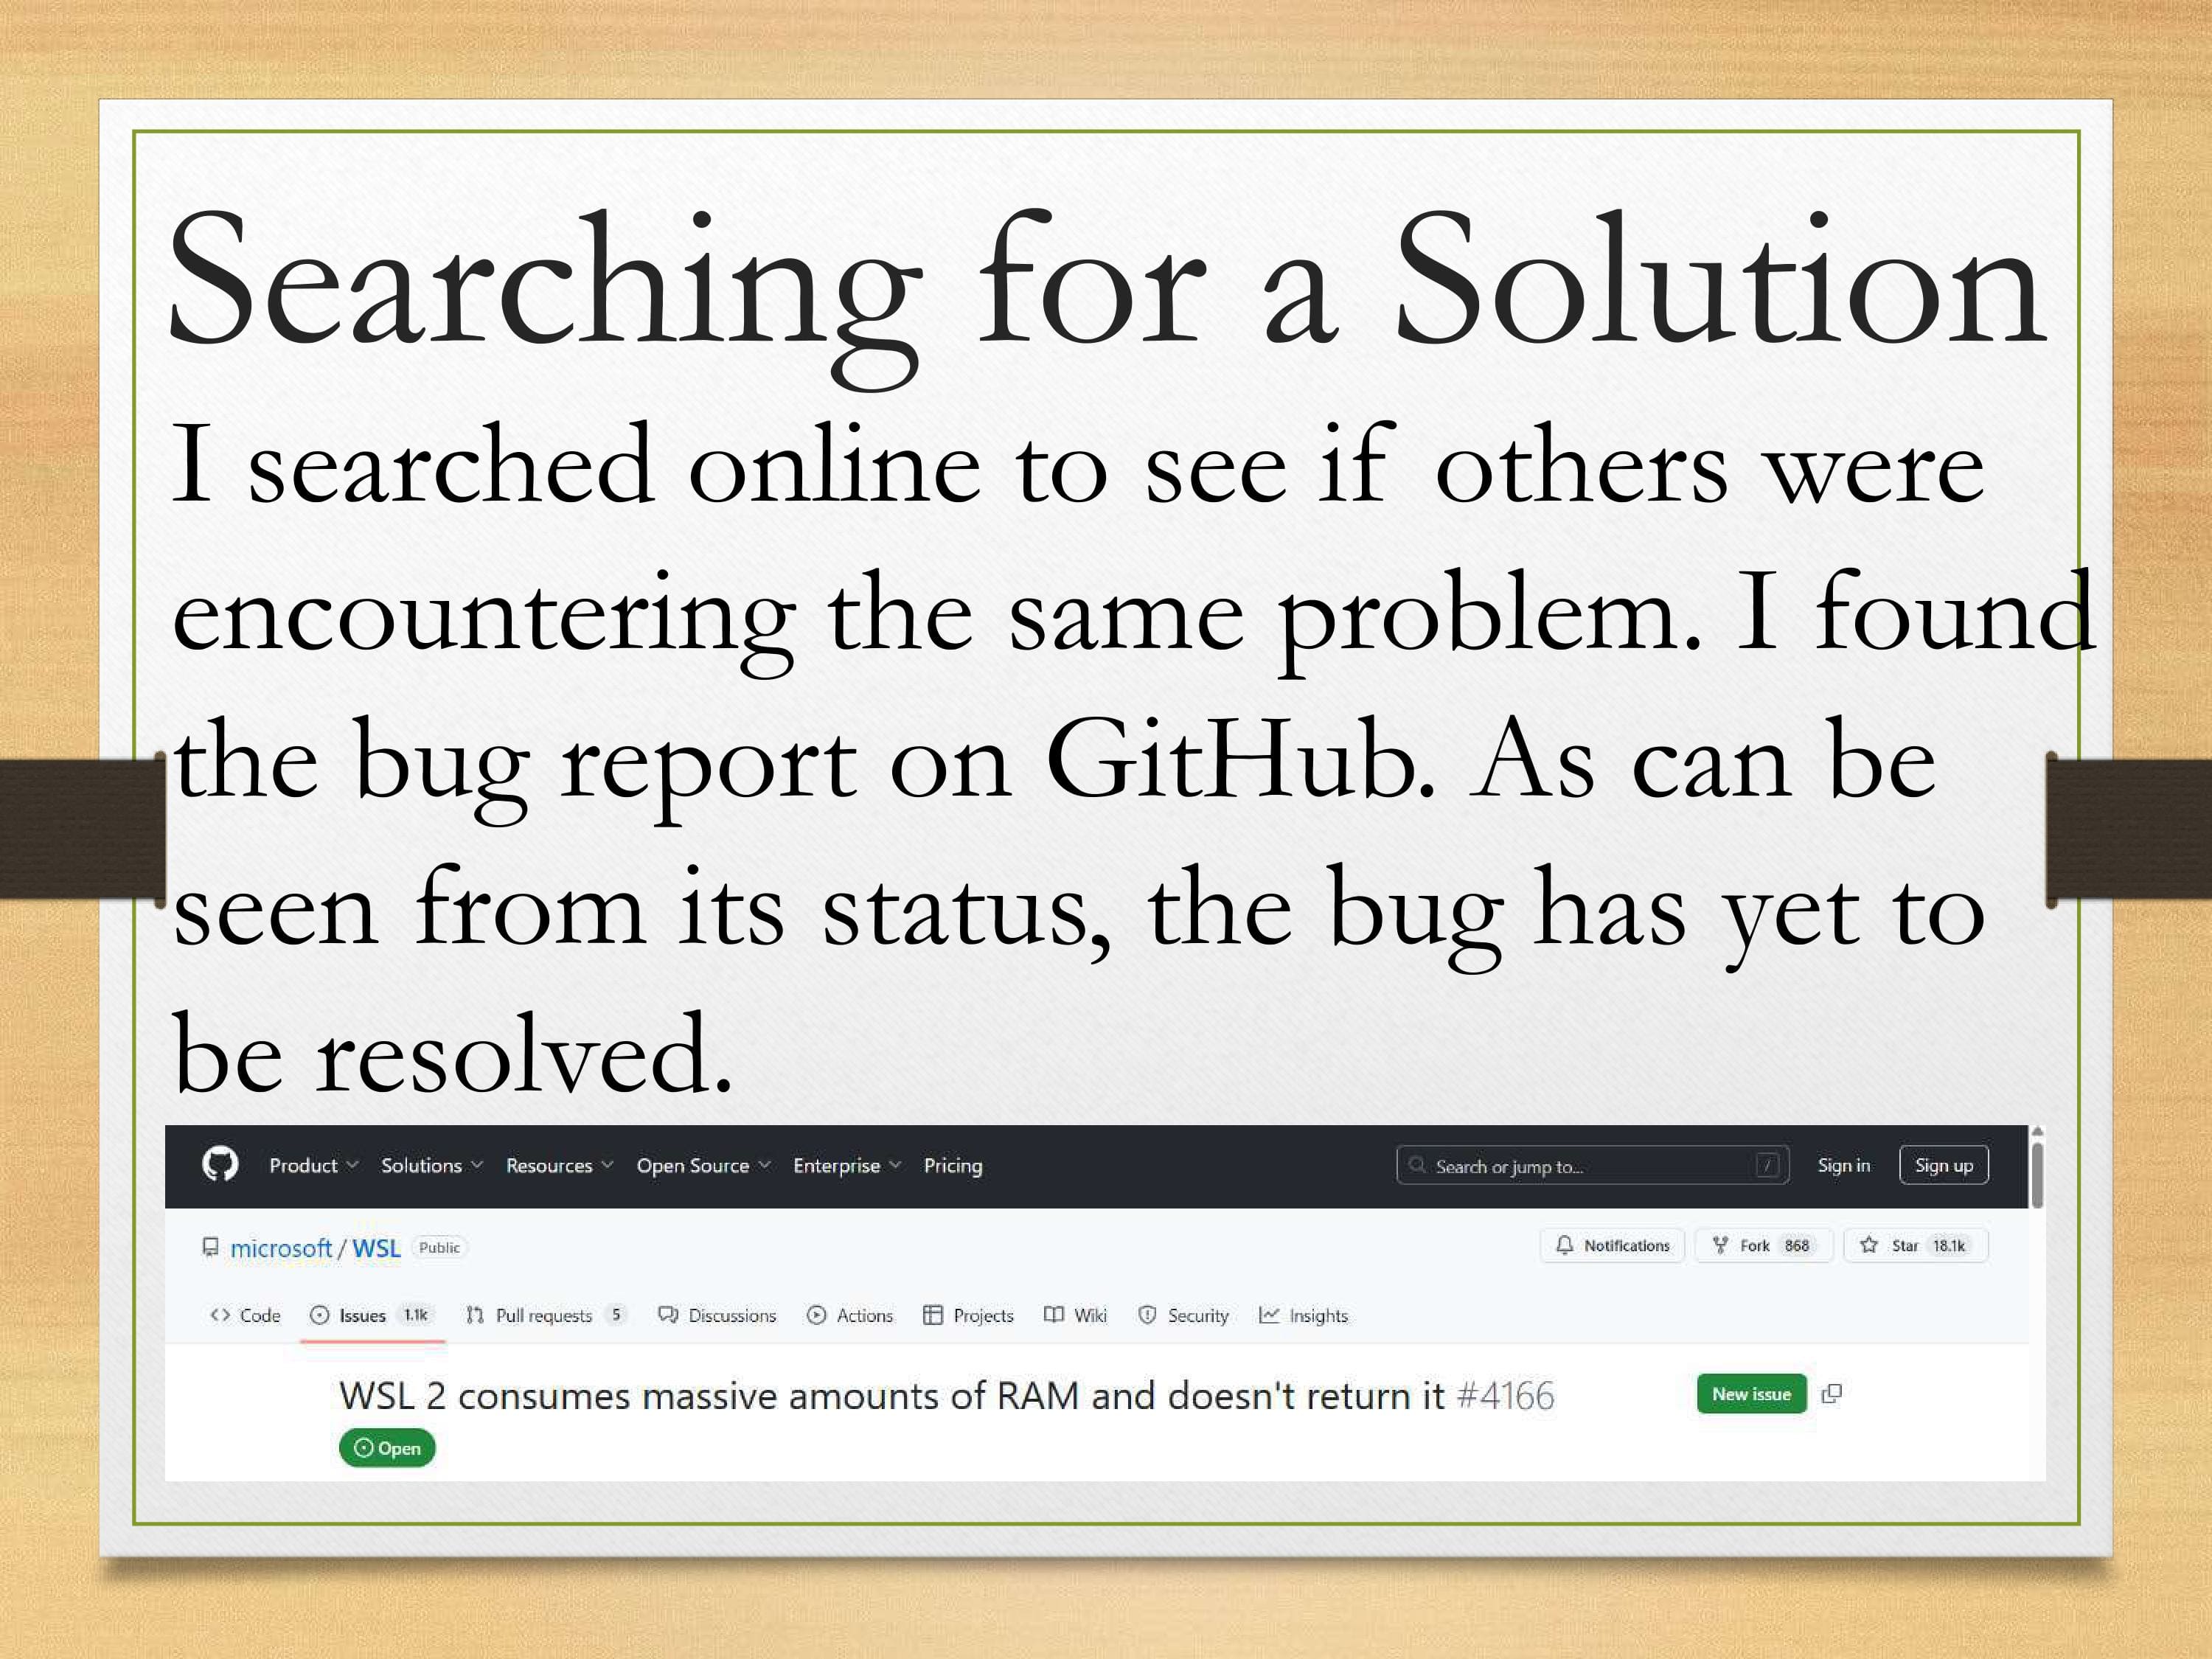 Searching for a Solution
I searched online to see if others were
encountering the same problem. I found
the bug report on GitHub. As can be
seen from its status, the bug has yet to
be resolved.
Product Solutions Resources Open Source Enterprise Pricing Search or jump to... / Sign in Sign up
microsoft / WSL Public Notifications Fork 868 Star 18.1k
Code Issues 1.1k Pull requests 5 Discussions Actions Projects Wiki Security Insights
WSL 2 consumes massive amounts of RAM and doesn't return it #4166 New issue
Open